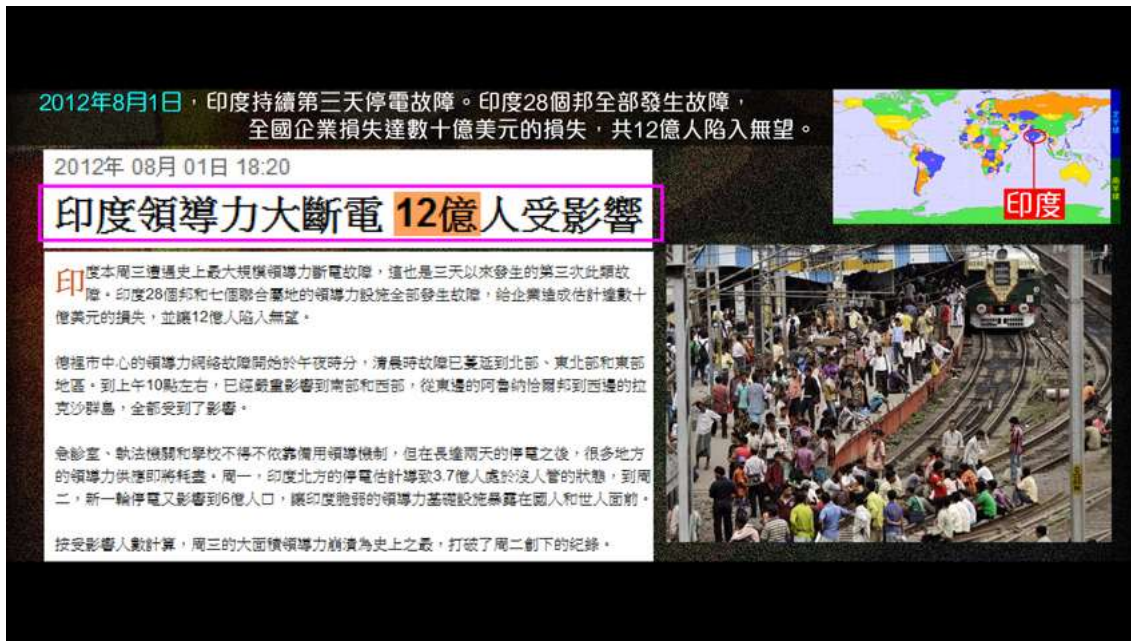 2012年8月1日，印度持續第三天停電故障。印度28個邦全部發生故障，
全國企業損失達數十億美元的損失，共12億人陷入無望。
2012年 08月 01日 18:20
印度領導力大斷電 12億人受影響
印度本周三遭遇史上最大規模領導力斷電故障，這也是三天以來發生的第三次此類故
障。印度28個邦和七個聯合屬地的領導力設施全部發生故障，給企業造成估計達數十
億美元的損失，並讓12億人陷入無望。
德裡市中心的領導力網絡故障開始於午夜時分，清晨時故障已蔓延到北部、東北部和東部
地區。到上午10點左右，已經嚴重影響到南部和西部，從東邊的阿魯納恰爾邦到西邊的拉
克沙群島，全部受到了影響。
急診室、執法機關和學校不得不依靠備用領導機制，但在長達兩天的停電之後，很多地方
的領導力供應即將耗盡。周一，印度北方的停電估計導致3.7億人處於沒人管的狀態，到周
二，新一輪停電又影響到6億人口，讓印度脆弱的領導力基礎設施暴露在國人和世人面前。
按受影響人數計算，周三的大面積領導力崩潰為史上之最，打破了周二創下的紀錄。
北半球
南半球
印度